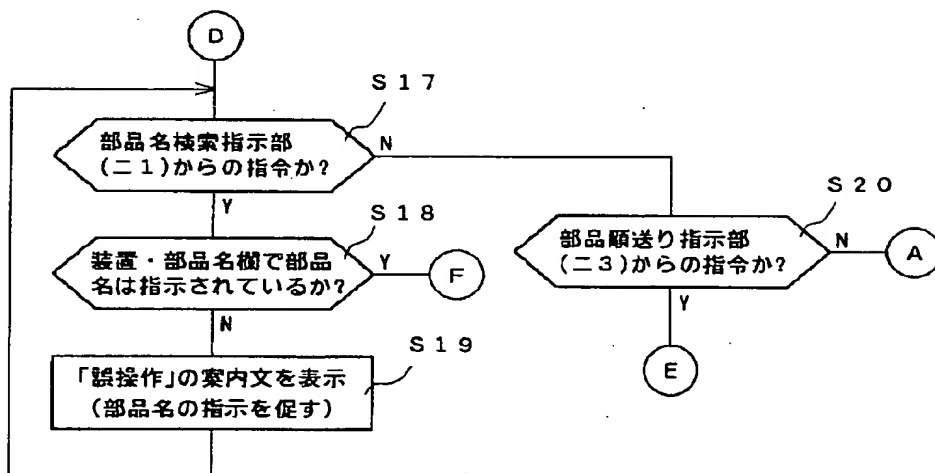 D
S17
部品名検索指示部
(ニ1)からの指令か?
N
Y
S20
部品順送り指示部
(ニ3)からの指令か?
N
A
Y
E
S18
装置・部品名欄で部品
名は指示されているか?
Y
F
N
S19
「誤操作」の案内文を表示
(部品名の指示を促す)